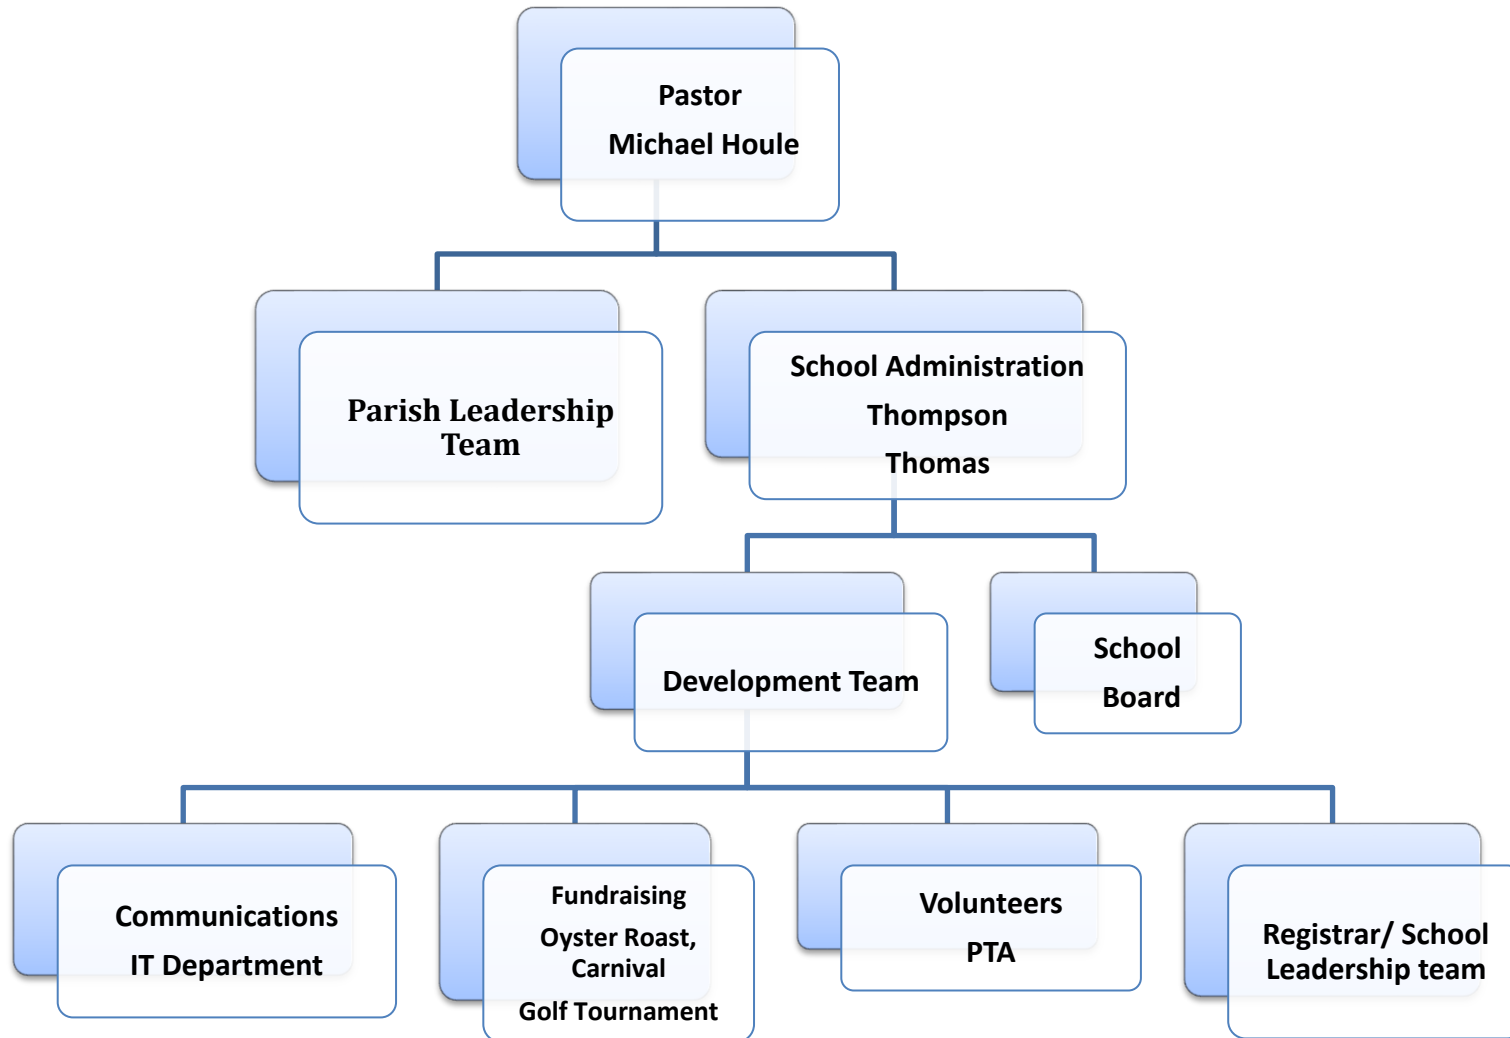 Pastor
Michael Houle
Parish Leadership
Team
School Administration
Thompson
Thomas
Development Team
School
Board
Communications
IT Department
Fundraising
Oyster Roast,
Carnival
Golf Tournament
Volunteers
PTA
Registrar/ School
Leadership team